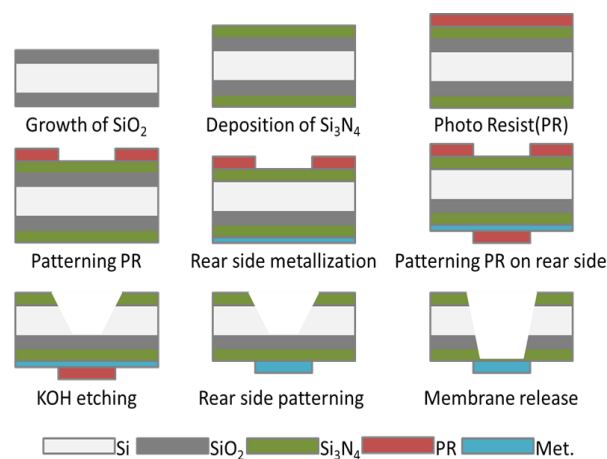 Growth of SiO₂
Deposition of Si₃N₄
Photo Resist(PR)
Patterning PR
Rear side metallization
Patterning PR on rear side
KOH etching
Rear side patterning
Membrane release
Si
SiO₂
Si₃N₄
PR
Met.